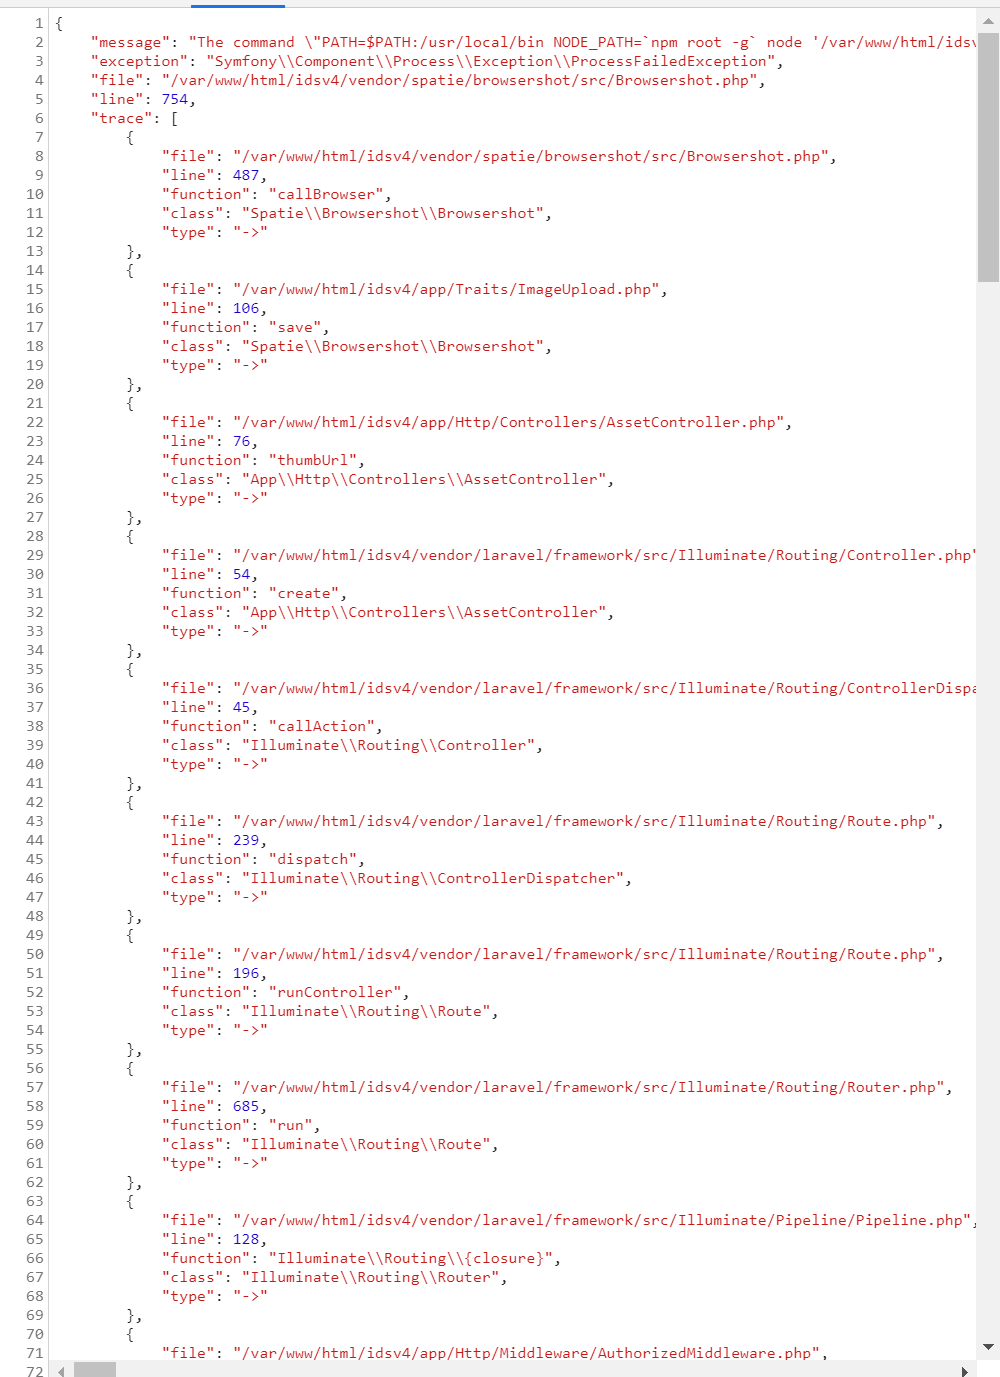 1 {
2 "message": "The command \"PATH=$PATH:/usr/local/bin NODE_PATH=`npm root -g` node '/var/www/html/ids
3 "exception": "Symfony\\Component\\Process\\Exception\\ProcessFailedException",
4 "file": "/var/www/html/idsv4/vendor/spatie/browsershot/src/Browsershot.php",
5 "line": 754,
6 "trace": [
7 {
8 "file": "/var/www/html/idsv4/vendor/spatie/browsershot/src/Browsershot.php",
9 "line": 487,
10 "function": "callBrowser",
11 "class": "Spatie\\Browsershot\\Browsershot",
12 "type": "->"
13 },
14 {
15 "file": "/var/www/html/idsv4/app/Traits/ImageUpload.php",
16 "line": 106,
17 "function": "save",
18 "class": "Spatie\\Browsershot\\Browsershot",
19 "type": "->"
20 },
21 {
22 "file": "/var/www/html/idsv4/app/Http/Controllers/AssetController.php",
23 "line": 76,
24 "function": "thumbUrl",
25 "class": "App\\Http\\Controllers\\AssetController",
26 "type": "->"
27 },
28 {
29 "file": "/var/www/html/idsv4/vendor/laravel/framework/src/Illuminate/Routing/Controller.php"
30 "line": 54,
31 "function": "create",
32 "class": "App\\Http\\Controllers\\AssetController",
33 "type": "->"
34 },
35 {
36 "file": "/var/www/html/idsv4/vendor/laravel/framework/src/Illuminate/Routing/ControllerDispa
37 "line": 45,
38 "function": "callAction",
39 "class": "Illuminate\\Routing\\Controller",
40 "type": "->"
41 },
42 {
43 "file": "/var/www/html/idsv4/vendor/laravel/framework/src/Illuminate/Routing/Route.php",
44 "line": 239,
45 "function": "dispatch",
46 "class": "Illuminate\\Routing\\ControllerDispatcher",
47 "type": "->"
48 },
49 {
50 "file": "/var/www/html/idsv4/vendor/laravel/framework/src/Illuminate/Routing/Route.php",
51 "line": 196,
52 "function": "runController",
53 "class": "Illuminate\\Routing\\Route",
54 "type": "->"
55 },
56 {
57 "file": "/var/www/html/idsv4/vendor/laravel/framework/src/Illuminate/Routing/Router.php",
58 "line": 685,
59 "function": "run",
60 "class": "Illuminate\\Routing\\Route",
61 "type": "->"
62 },
63 {
64 "file": "/var/www/html/idsv4/vendor/laravel/framework/src/Illuminate/Pipeline/Pipeline.php",
65 "line": 128,
66 "function": "Illuminate\\Routing\\{closure}",
67 "class": "Illuminate\\Routing\\Router",
68 "type": "->"
69 },
70 {
71 "file": "/var/www/html/idsv4/app/Http/Middleware/AuthorizedMiddleware.php",
72